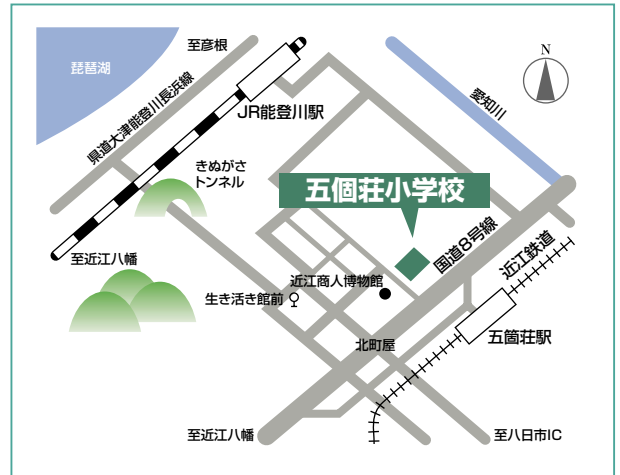 至彦根
N
琵琶湖
県道大津能登川長浜線
JR能登川駅
愛知川
きぬがさ
トンネル
五個荘小学校
国道8号線
近江鉄道
至近江八幡
近江商人博物館
生き活き館前
五箇荘駅
北町屋
至近江八幡
至八日市IC